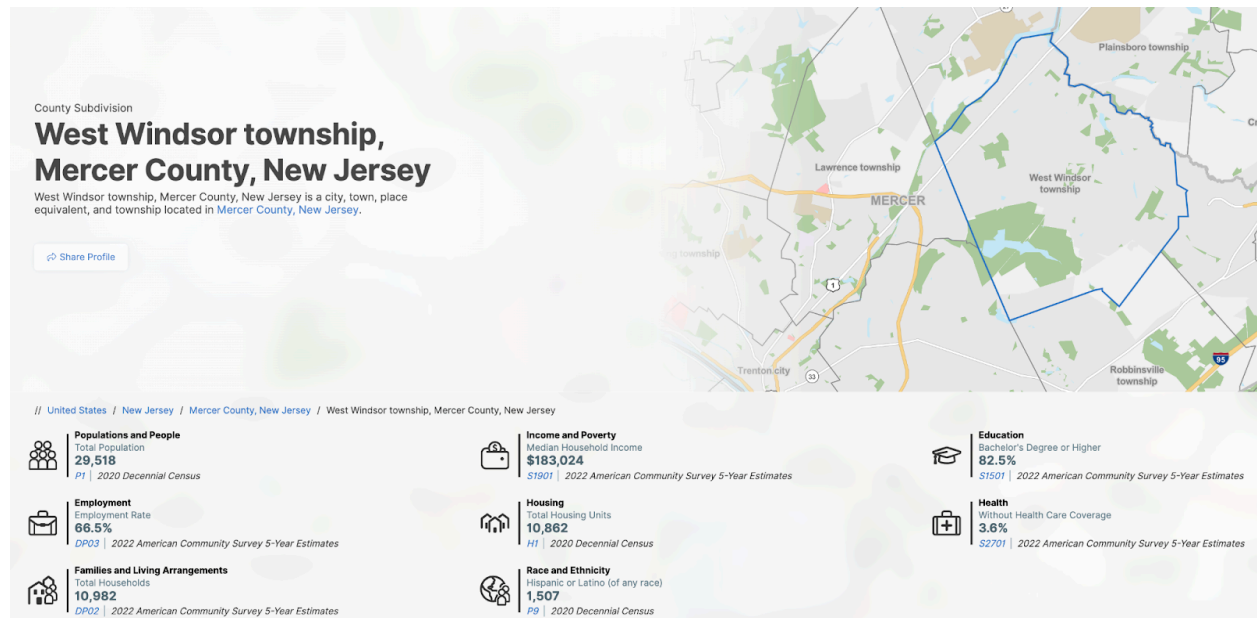 County Subdivision
West Windsor township,
Mercer County, New Jersey
West Windsor township, Mercer County, New Jersey is a city, town, place
equivalent, and township located in Mercer County, New Jersey.
Share Profile
27
Plainsboro township
Lawrence township
West Windsor
township
MERCER
township
1
Trenton city
33
95
Robbinsville
township
// United States / New Jersey / Mercer County, New Jersey / West Windsor township, Mercer County, New Jersey
Populations and People
Total Population
29,518
P1 | 2020 Decennial Census
Income and Poverty
Median Household Income
$183,024
S1901 | 2022 American Community Survey 5-Year Estimates
Education
Bachelor's Degree or Higher
82.5%
S1501 | 2022 American Community Survey 5-Year Estimates
Employment
Employment Rate
66.5%
DP03 | 2022 American Community Survey 5-Year Estimates
Housing
Total Housing Units
10,862
H1 | 2020 Decennial Census
Health
Without Health Care Coverage
3.6%
S2701 | 2022 American Community Survey 5-Year Estimates
Families and Living Arrangements
Total Households
10,982
DP02 | 2022 American Community Survey 5-Year Estimates
Race and Ethnicity
Hispanic or Latino (of any race)
1,507
P9 | 2020 Decennial Census